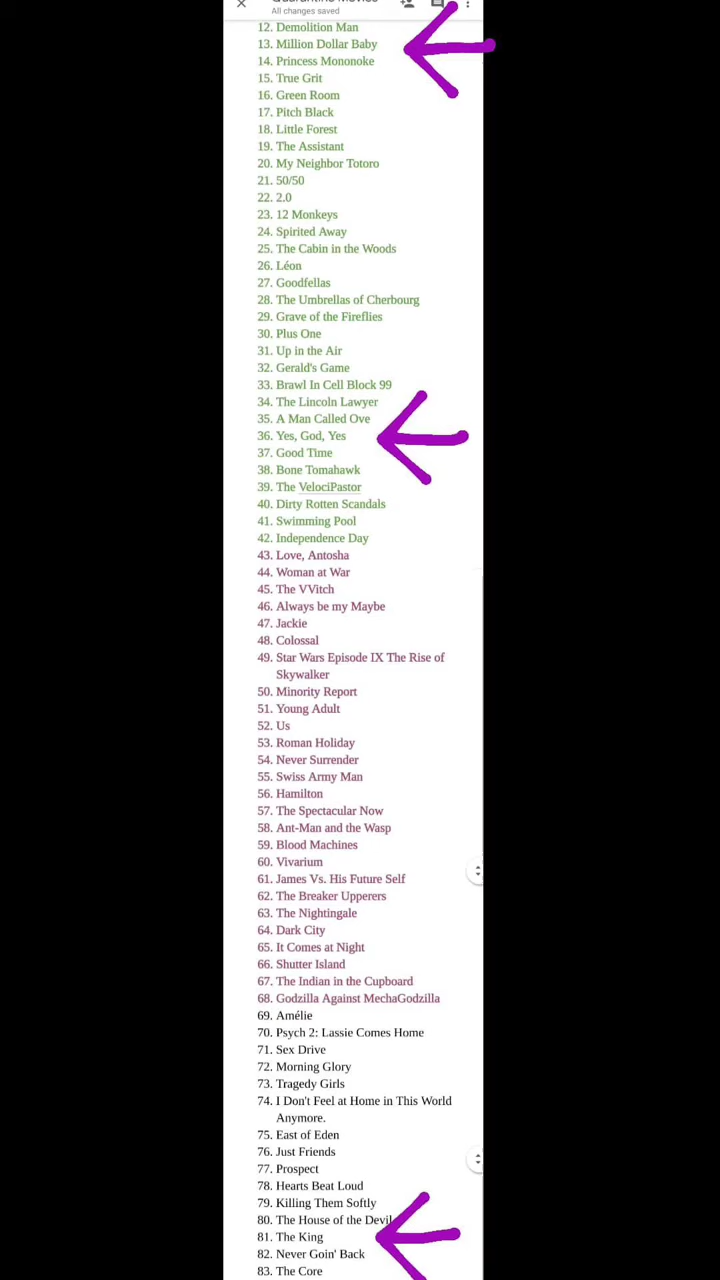 All changes saved
12. Demolition Man
13. Million Dollar Baby
14. Princess Mononoke
15. True Grit
16. Green Room
17. Pitch Black
18. Little Forest
19. The Assistant
20. My Neighbor Totoro
21. 50/50
22. 2.0
23. 12 Monkeys
24. Spirited Away
25. The Cabin in the Woods
26. Léon
27. Goodfellas
28. The Umbrellas of Cherbourg
29. Grave of the Fireflies
30. Plus One
31. Up in the Air
32. Gerald's Game
33. Brawl In Cell Block 99
34. The Lincoln Lawyer
35. A Man Called Ove
36. Yes, God, Yes
37. Good Time
38. Bone Tomahawk
39. The VelociPastor
40. Dirty Rotten Scandals
41. Swimming Pool
42. Independence Day
43. Love, Antosha
44. Woman at War
45. The VVitch
46. Always be my Maybe
47. Jackie
48. Colossal
49. Star Wars Episode IX The Rise of
Skywalker
50. Minority Report
51. Young Adult
52. Us
53. Roman Holiday
54. Never Surrender
55. Swiss Army Man
56. Hamilton
57. The Spectacular Now
58. Ant-Man and the Wasp
59. Blood Machines
60. Vivarium
61. James Vs. His Future Self
62. The Breaker Upperers
63. The Nightingale
64. Dark City
65. It Comes at Night
66. Shutter Island
67. The Indian in the Cupboard
68. Godzilla Against MechaGodzilla
69. Amélie
70. Psych 2: Lassie Comes Home
71. Sex Drive
72. Morning Glory
73. Tragedy Girls
74. I Don't Feel at Home in This World
Anymore.
75. East of Eden
76. Just Friends
77. Prospect
78. Hearts Beat Loud
79. Killing Them Softly
80. The House of the Devil
81. The King
82. Never Goin' Back
83. The Core